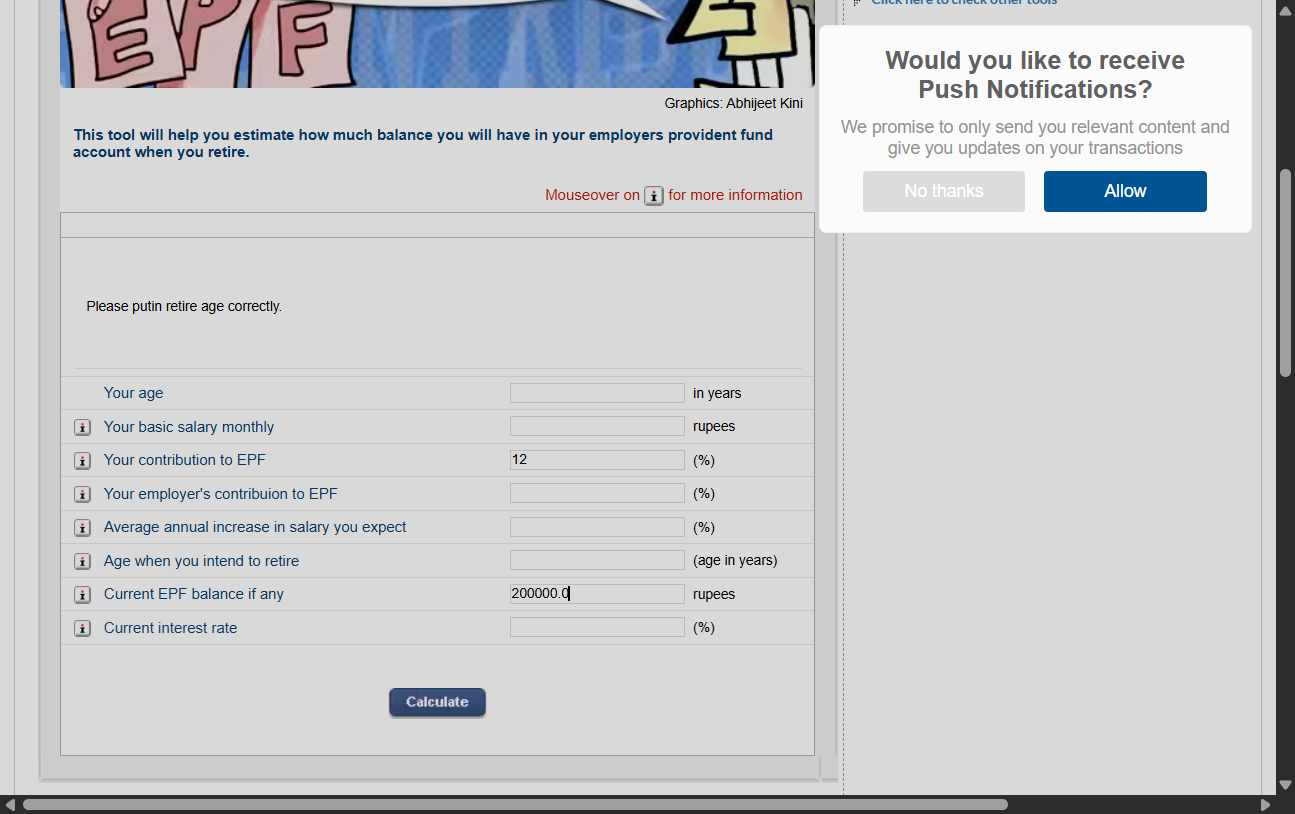 Click here to check other tools
EPF
Would you like to receive
Push Notifications?
We promise to only send you relevant content and
give you updates on your transactions
No thanks
Allow
Graphics: Abhijeet Kini
This tool will help you estimate how much balance you will have in your employers provident fund
account when you retire.
Mouseover on i for more information
Please putin retire age correctly.
Your age in years
i Your basic salary monthly rupees
i Your contribution to EPF 12 (%)
i Your employer's contribuion to EPF (%)
i Average annual increase in salary you expect (%)
i Age when you intend to retire (age in years)
i Current EPF balance if any 200000.0 rupees
i Current interest rate (%)
Calculate